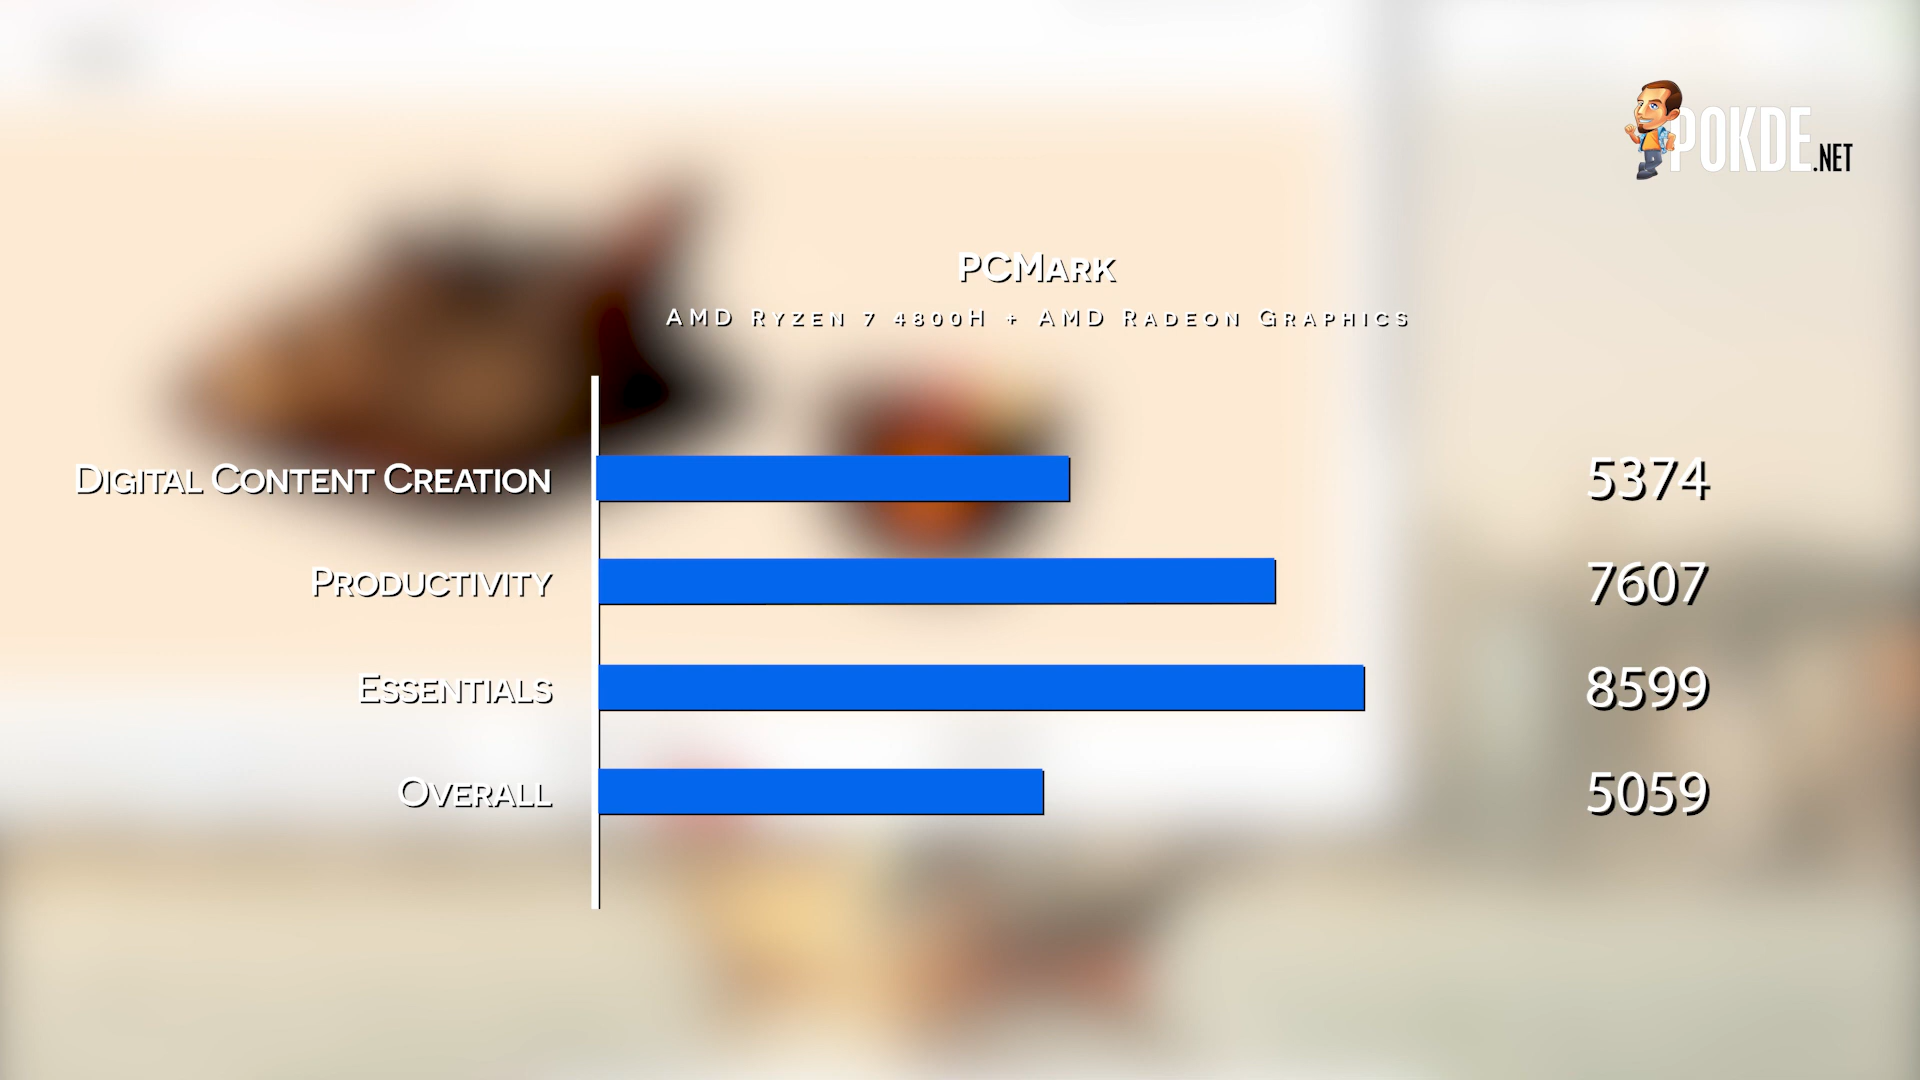 POKDE.NET
PCMark
AMD Ryzen 7 4800H + AMD Radeon Graphics
Digital Content Creation 5374
Productivity 7607
Essentials 8599
Overall 5059